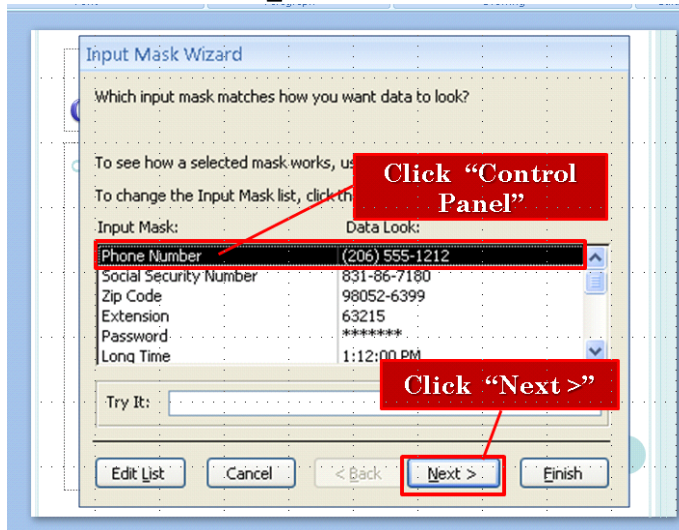 Input Mask Wizard
Which input mask matches how you want data to look?
To see how a selected mask works,
To change the Input Mask list, click
Click “Control
Panel”
Input Mask: Data Look:
Phone Number (206) 555-1212
Social Security Number 831-86-7180
Zip Code 98052-6399
Extension 63215
Password *******
Long Time 1:12:00 PM
Click “Next >”
Try It:
Edit List Cancel < Back Next > Finish